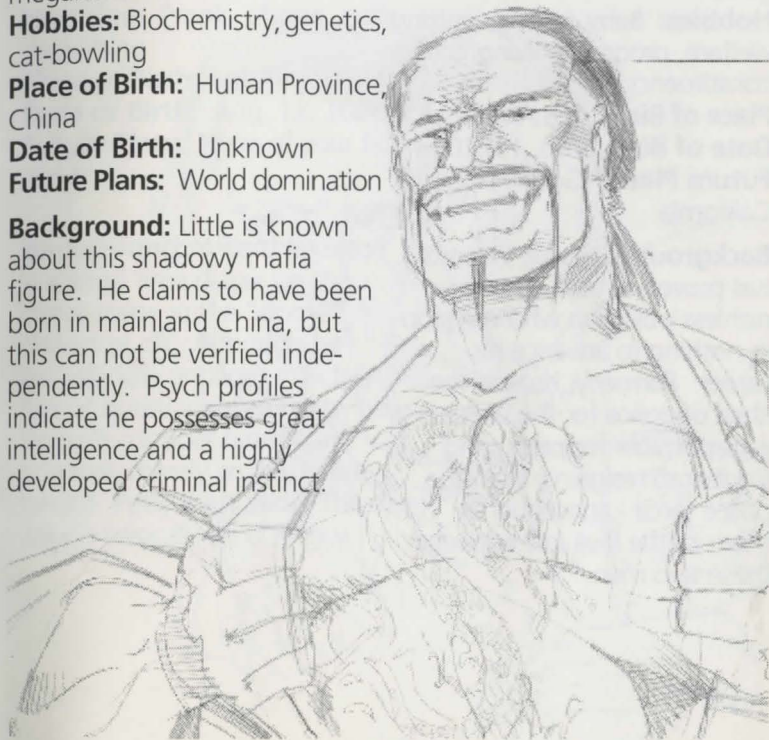 Hobbies: Biochemistry, genetics,
cat-bowling
Place of Birth: Hunan Province,
China
Date of Birth: Unknown
Future Plans: World domination
Background: Little is known
about this shadowy mafia
figure. He claims to have been
born in mainland China, but
this can not be verified inde-
pendently. Psych profiles
indicate he possesses great
intelligence and a highly
developed criminal instinct.